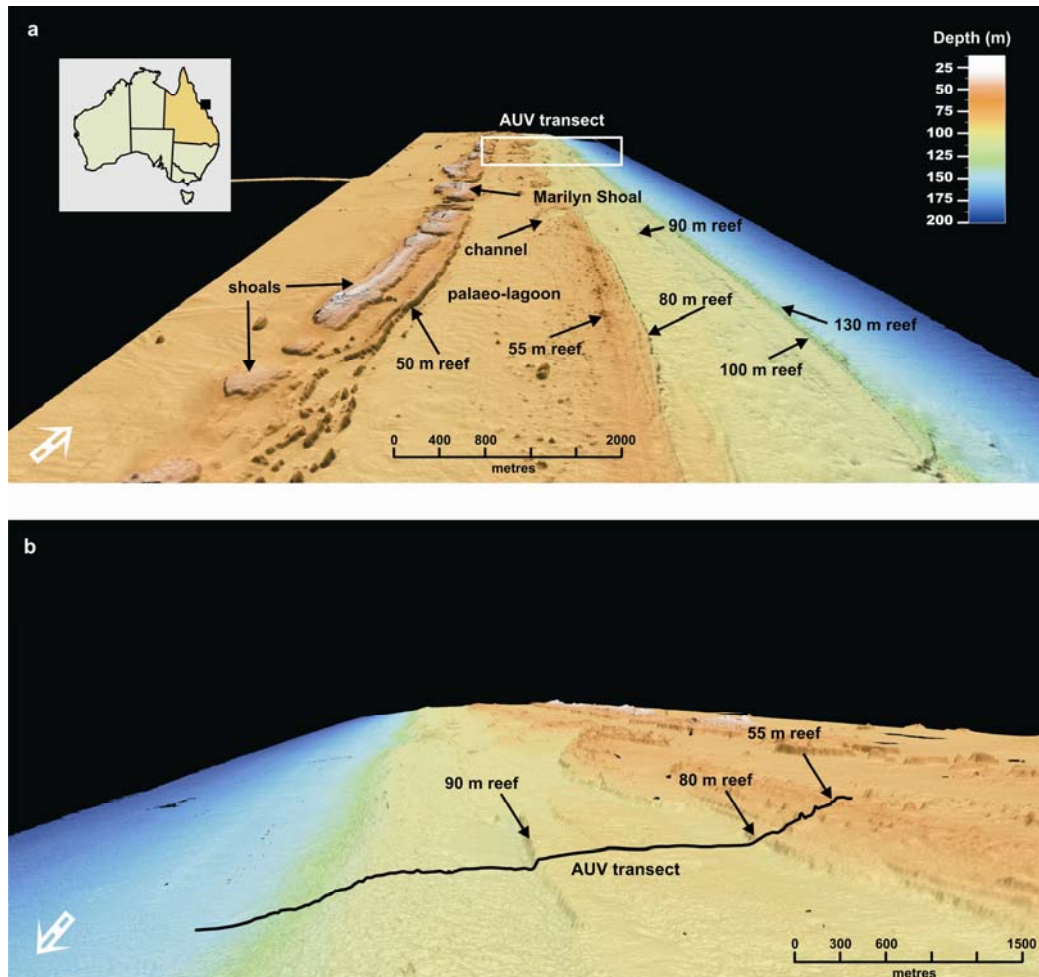 a
Depth (m)
25
50
75
100
125
150
175
200
AUV transect
Marilyn Shoal
90 m reef
channel
shoals
palaeo-lagoon
80 m reef
130 m reef
55 m reef
50 m reef
100 m reef
0 400 800 2000
metres
b
55 m reef
90 m reef
80 m reef
AUV transect
0 300 600 1500
metres